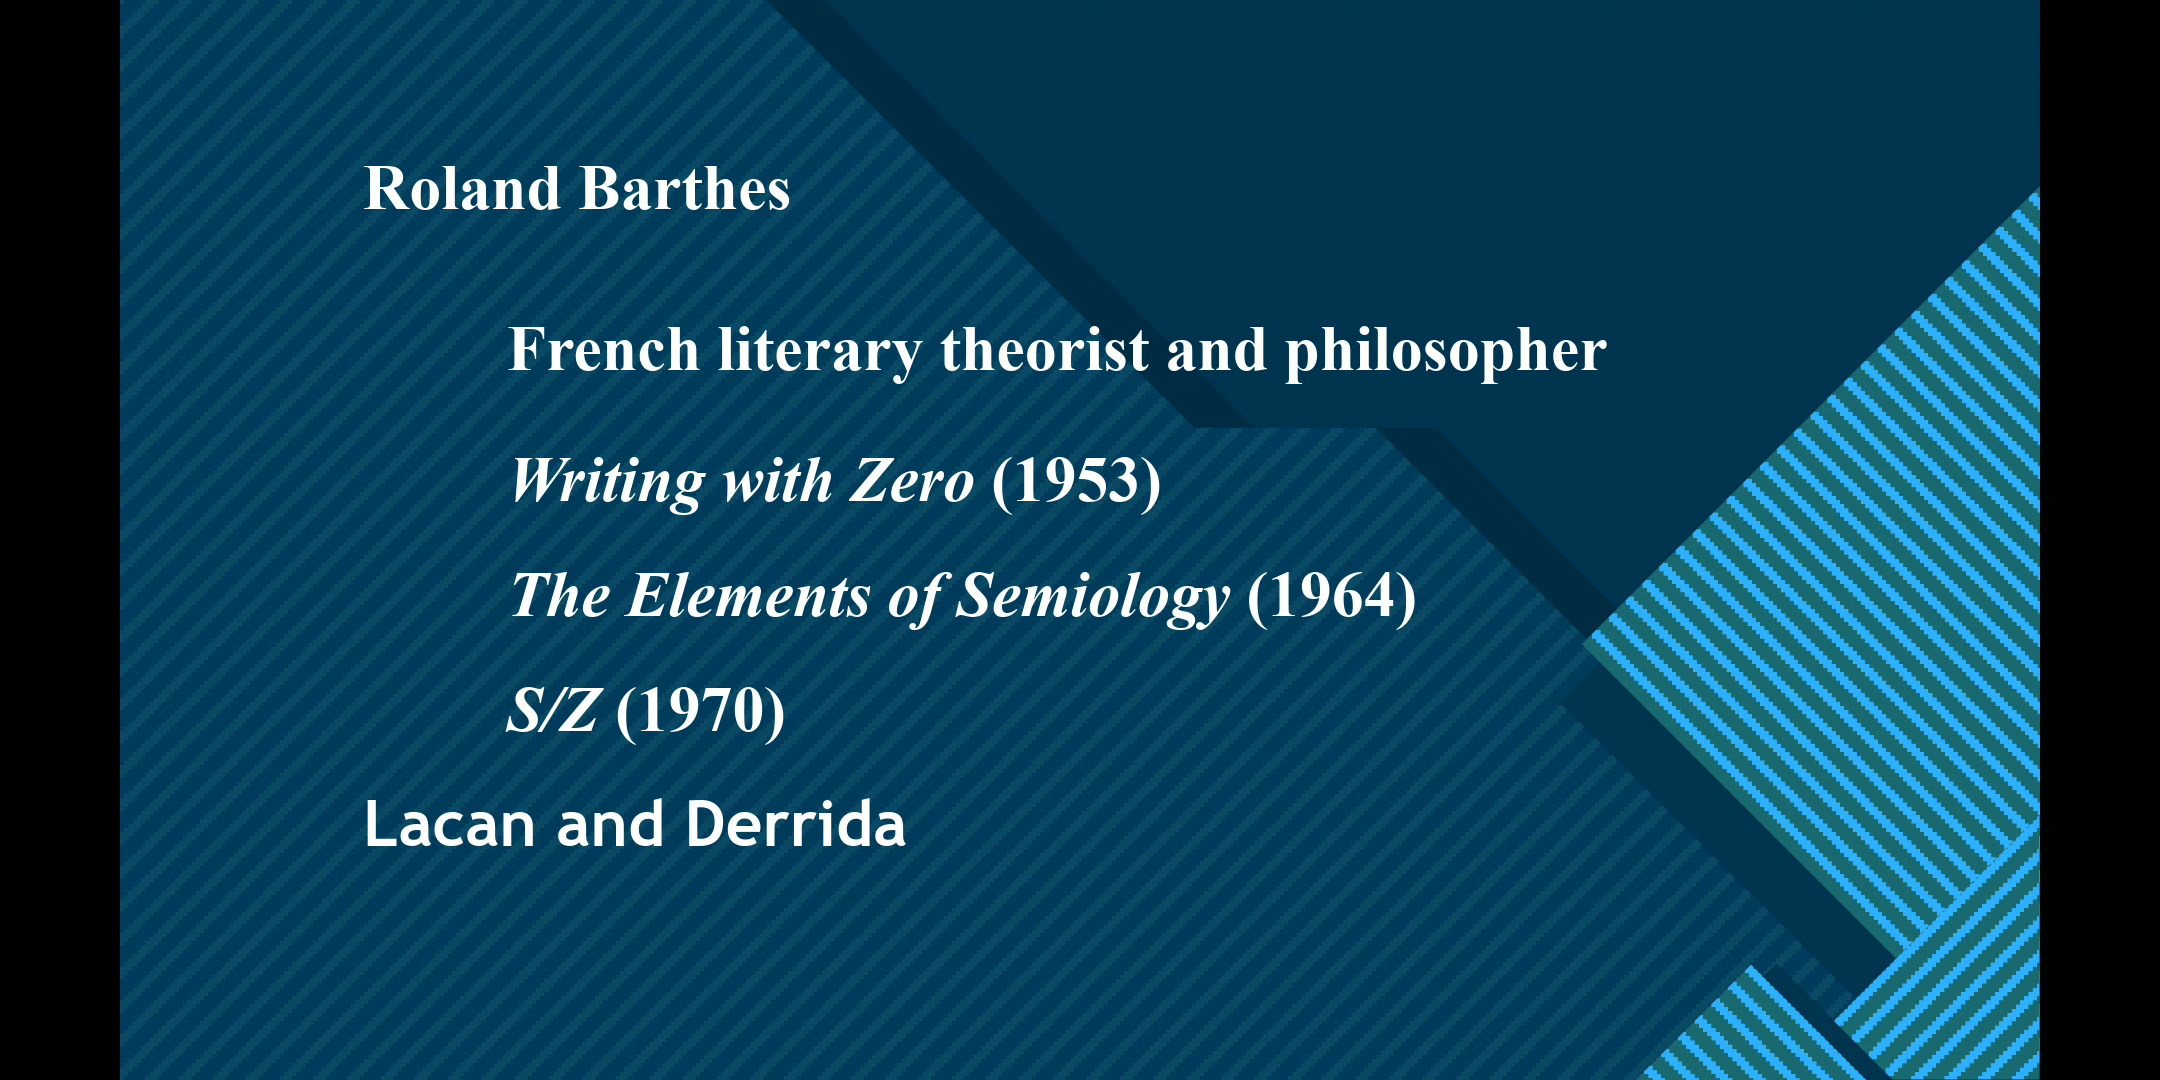 Roland Barthes
French literary theorist and philosopher
Writing with Zero (1953)
The Elements of Semiology (1964)
S/Z (1970)
Lacan and Derrida